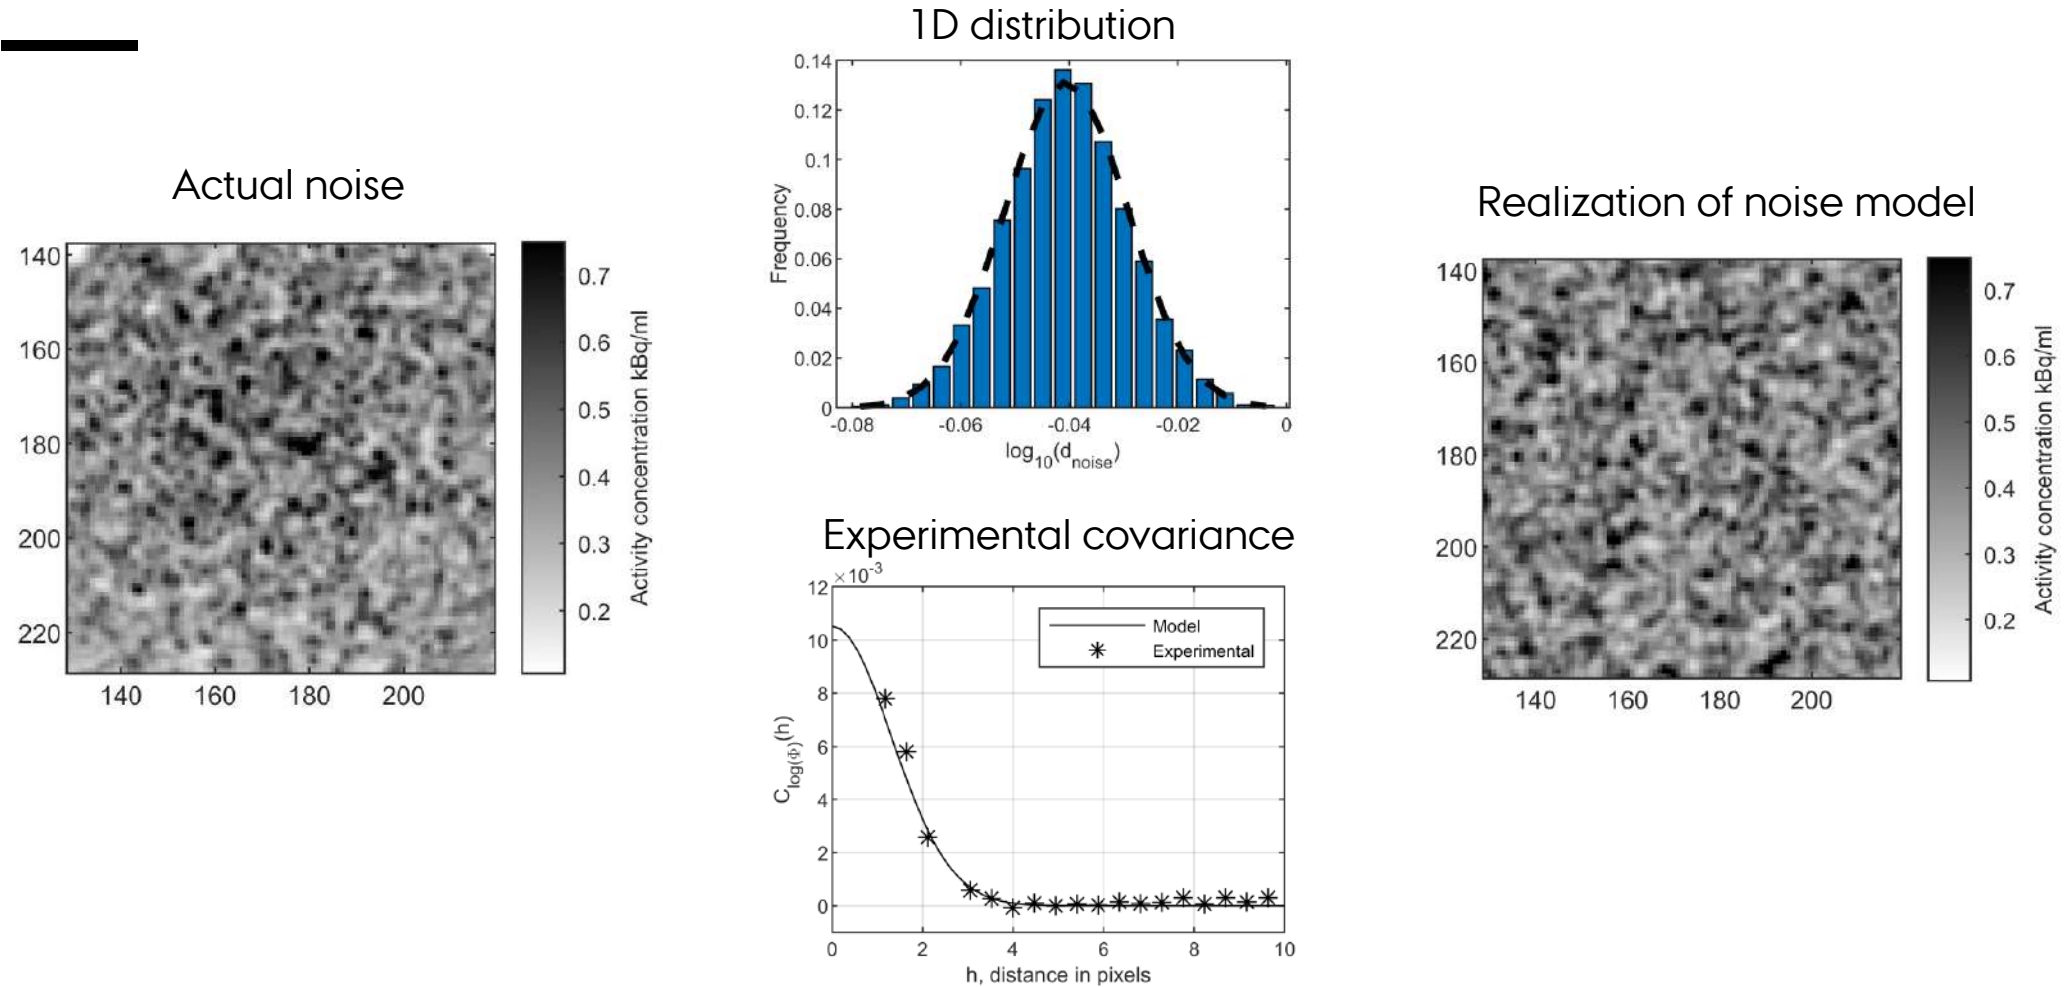 1D distribution
0.14
0.12
0.1
0.08
0.06
0.04
0.02
0
Frequency
-0.08 -0.06 -0.04 -0.02 0
log10(dnoise)
Actual noise
140
160
180
200
220
140 160 180 200
0.7
0.6
0.5
0.4
0.3
0.2
Activity concentration kBq/ml
Experimental covariance
×10-3
12
10
8
6
4
2
0
Clog(Φ)(h)
Model
Experimental
0 2 4 6 8 10
h, distance in pixels
Realization of noise model
140
160
180
200
220
140 160 180 200
0.7
0.6
0.5
0.4
0.3
0.2
Activity concentration kBq/ml